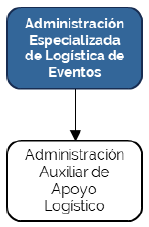 Administración
Especializada
de Logística de
Eventos
Administración
Auxiliar de
Apoyo
Logístico